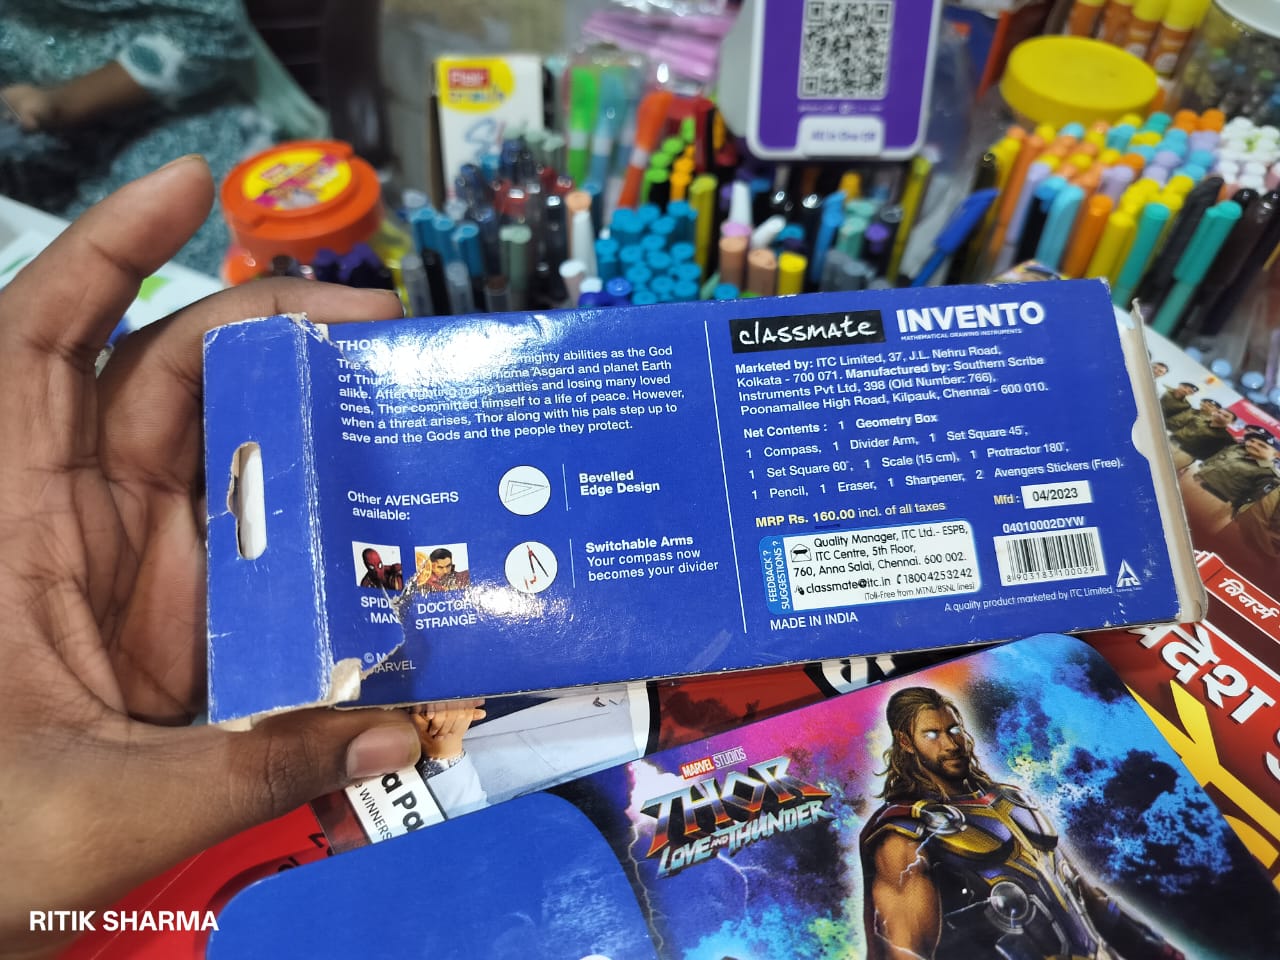 classmate INVENTO
MATHEMATICAL DRAWING INSTRUMENTS
THOR
mighty abilities as the God
of Thunder home Asgard and planet Earth
alike. After fighting many battles and losing many loved
ones, Thor committed himself to a life of peace. However,
when a threat arises, Thor along with his pals step up to
save and the Gods and the people they protect.
Other AVENGERS
available:
SPIDER
MAN
DOCTOR
STRANGE
Bevelled
Edge Design
Switchable Arms
Your compass now
becomes your divider
© MARVEL
Marketed by: ITC Limited, 37, J.L. Nehru Road,
Kolkata - 700 071. Manufactured by: Southern Scribe
Instruments Pvt Ltd, 398 (Old Number: 766),
Poonamallee High Road, Kilpauk, Chennai - 600 010.
Net Contents : 1 Geometry Box
1 Compass, 1 Divider Arm, 1 Set Square 45°,
1 Set Square 60°, 1 Scale (15 cm), 1 Protractor 180°,
1 Pencil, 1 Eraser, 1 Sharpener, 2 Avengers Stickers (Free).
MRP Rs. 160.00 incl. of all taxes
Mfd : 04/2023
FEEDBACK ?
SUGGESTIONS ?
Quality Manager, ITC Ltd.- ESPB,
ITC Centre, 5th Floor,
760, Anna Salai, Chennai. 600 002.
classmate@itc.in 18004253242
(Toll-Free from MTNL/BSNL lines)
04010002DYW
8903183100029
ITC
A quality product marketed by ITC Limited
MADE IN INDIA
MARVEL STUDIOS
THOR
LOVE AND THUNDER
WINNERS
RITIK SHARMA